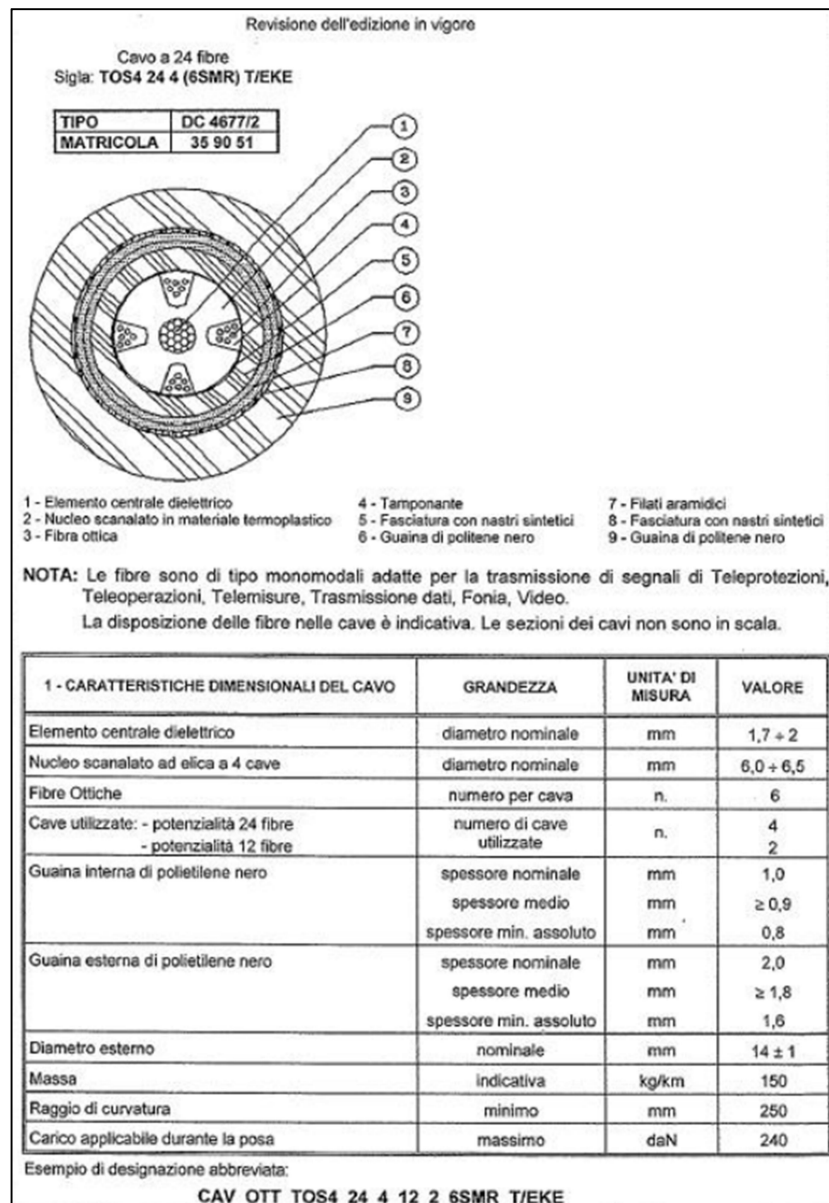 Revisione dell'edizione in vigore
Cavo a 24 fibre
Sigla: TOS4 24 4 (6SMR) T/EKE
TIPO DC 4677/2
MATRICOLA 35 90 51
1
2
3
4
5
6
7
8
9
1 - Elemento centrale dielettrico
2 - Nucleo scanalato in materiale termoplastico
3 - Fibra ottica
4 - Tamponante
5 - Fasciatura con nastri sintetici
6 - Guaina di politene nero
7 - Filati aramidici
8 - Fasciatura con nastri sintetici
9 - Guaina di politene nero
NOTA: Le fibre sono di tipo monomodali adatte per la trasmissione di segnali di Teleprotezioni,
Teleoperazioni, Telemisure, Trasmissione dati, Fonia, Video.
La disposizione delle fibre nelle cave è indicativa. Le sezioni dei cavi non sono in scala.
1 - CARATTERISTICHE DIMENSIONALI DEL CAVO GRANDEZZA UNITA' DI MISURA VALORE
Elemento centrale dielettrico diametro nominale mm 1,7 ÷ 2
Nucleo scanalato ad elica a 4 cave diametro nominale mm 6,0 ÷ 6,5
Fibre Ottiche numero per cava n. 6
Cave utilizzate: - potenzialità 24 fibre numero di cave utilizzate n. 4
- potenzialità 12 fibre 2
Guaina interna di polietilene nero spessore nominale mm 1,0
spessore medio mm ≥ 0,9
spessore min. assoluto mm 0,8
Guaina esterna di polietilene nero spessore nominale mm 2,0
spessore medio mm ≥ 1,8
spessore min. assoluto mm 1,6
Diametro esterno nominale mm 14 ± 1
Massa indicativa kg/km 150
Raggio di curvatura minimo mm 250
Carico applicabile durante la posa massimo daN 240
Esempio di designazione abbreviata:
CAV OTT TOS4 24 4 12 2 6SMR T/EKE